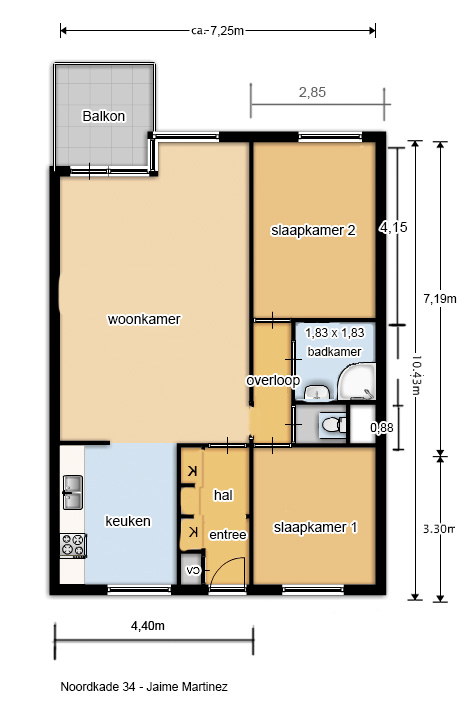 ca.-7,25m
2,85
Balkon
slaapkamer 2
4,15
7,19m
woonkamer
1,83 x 1,83
badkamer
overloop
10.43m
0,88
K
hal
keuken
K
entree
slaapkamer 1
3.30m
CV
4,40m
Noordkade 34 - Jaime Martinez